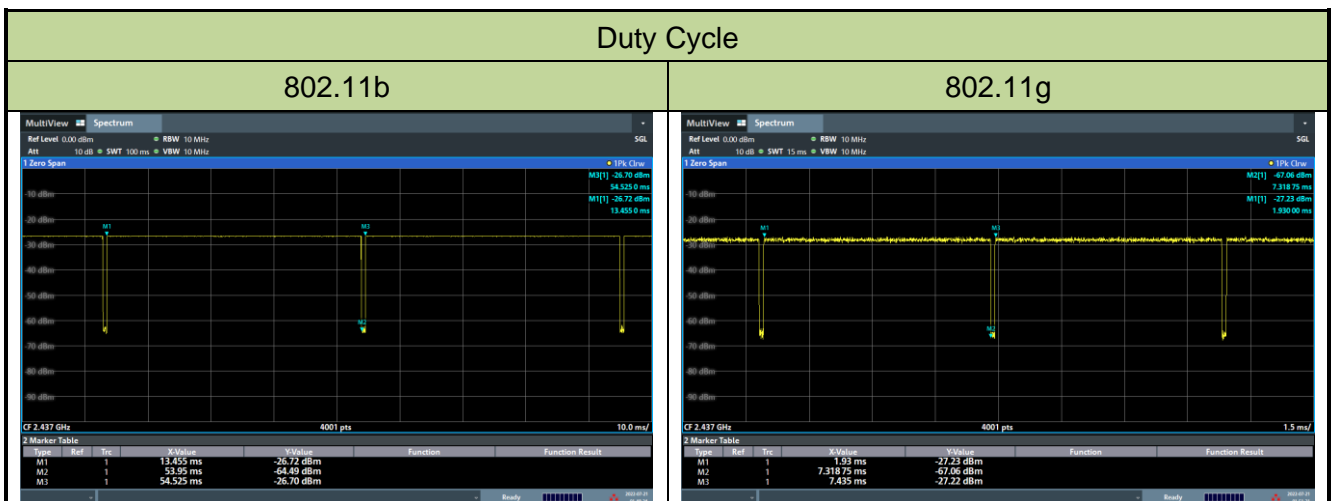 Duty Cycle
802.11b
802.11g
MultiView Spectrum
Ref Level 0.00 dBm RBW 10 MHz SGL
Att 10 dB SWT 100 ms VBW 10 MHz
1 Zero Span 1Pk Clrw
M3[1] -26.70 dBm
54.525 0 ms
M1[1] -26.72 dBm
13.455 0 ms
-10 dBm
-20 dBm
M1 M3
-30 dBm
-40 dBm
-50 dBm
-60 dBm
M2
-70 dBm
-80 dBm
-90 dBm
CF 2.437 GHz 4001 pts 10.0 ms/
2 Marker Table
Type Ref Trc X-Value Y-Value Function Function Result
M1 1 13.455 ms -26.72 dBm
M2 1 53.95 ms -64.49 dBm
M3 1 54.525 ms -26.70 dBm
Ready
MultiView Spectrum
Ref Level 0.00 dBm RBW 10 MHz SGL
Att 10 dB SWT 15 ms VBW 10 MHz
1 Zero Span 1Pk Clrw
M2[1] -67.06 dBm
7.318 75 ms
M1[1] -27.23 dBm
1.930 00 ms
-10 dBm
-20 dBm
M1 M3
-30 dBm
-40 dBm
-50 dBm
-60 dBm
M2
-70 dBm
-80 dBm
-90 dBm
CF 2.437 GHz 4001 pts 1.5 ms/
2 Marker Table
Type Ref Trc X-Value Y-Value Function Function Result
M1 1 1.93 ms -27.23 dBm
M2 1 7.318 75 ms -67.06 dBm
M3 1 7.435 ms -27.22 dBm
Ready